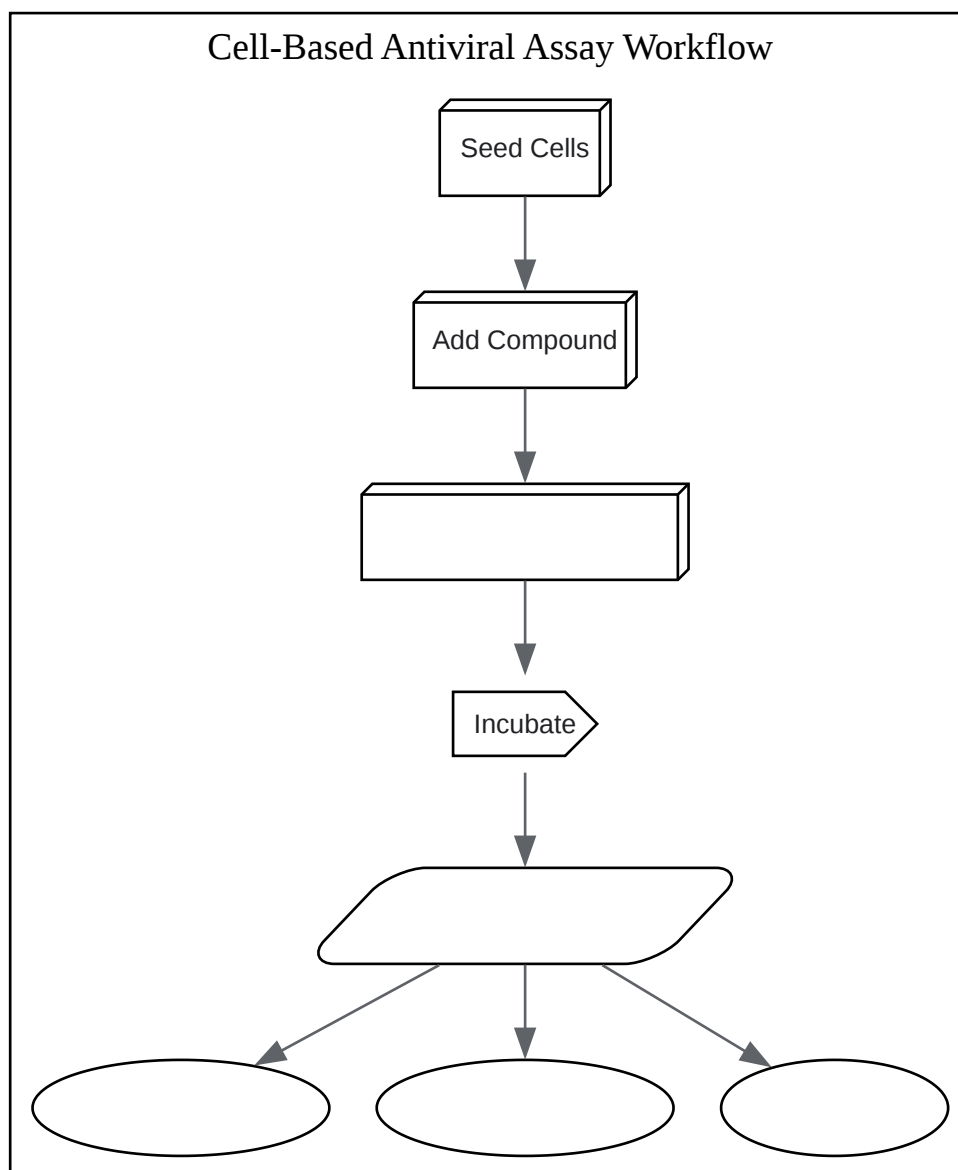 Cell-Based Antiviral Assay Workflow
Seed Cells
Add Compound
Incubate